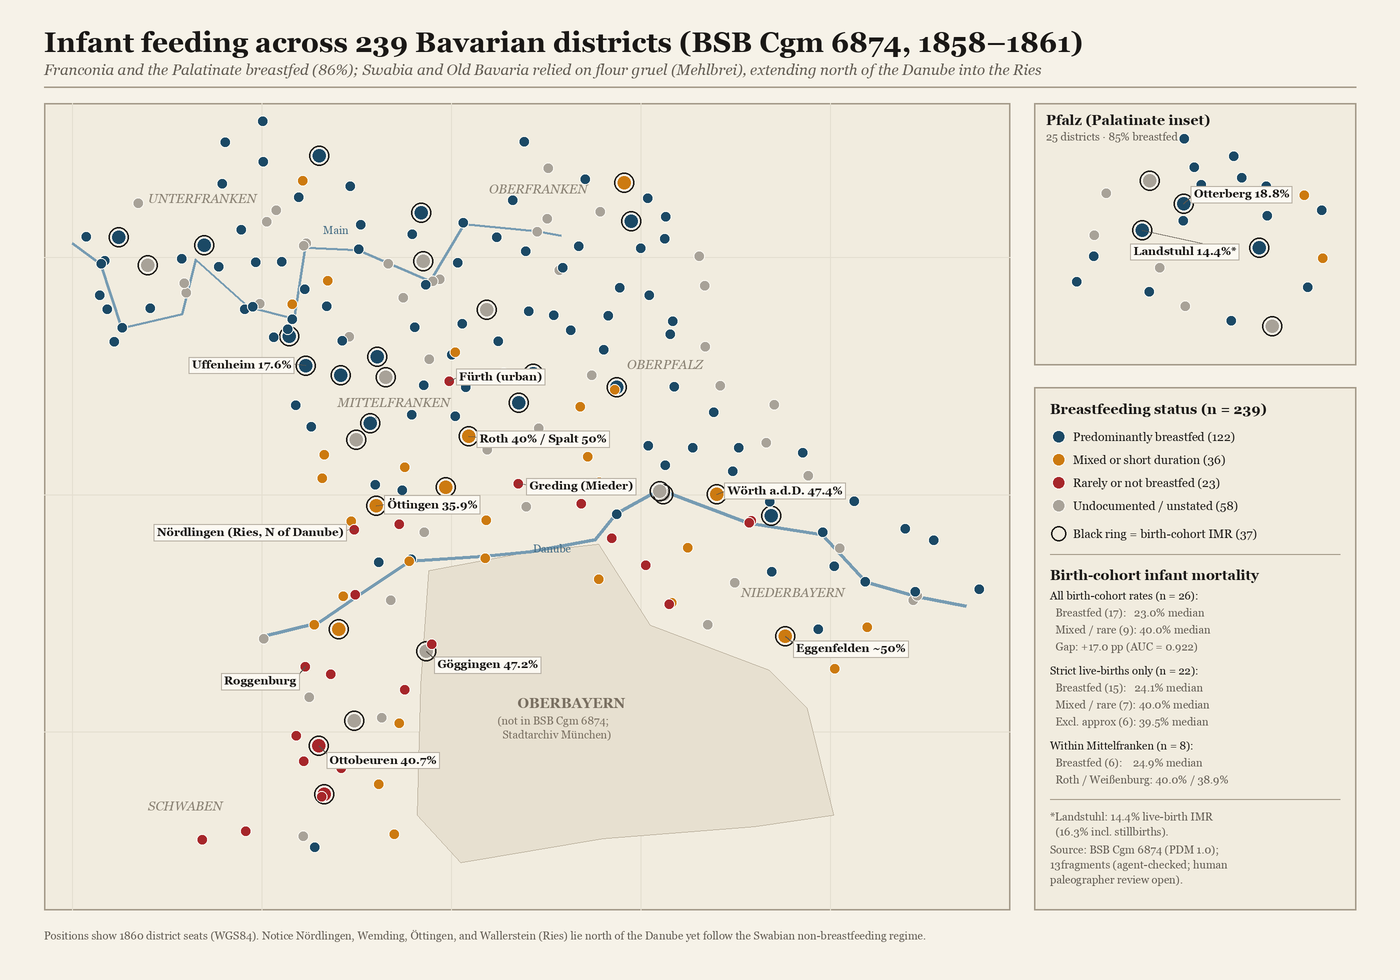 Infant feeding across 239 Bavarian districts (BSB Cgm 6874, 1858–1861)
Franconia and the Palatinate breastfed (86%); Swabia and Old Bavaria relied on flour gruel (Mehlbrei), extending north of the Danube into the Ries
UNTERFRANKEN
OBERFRANKEN
Main
Uffenheim 17.6%
Fürth (urban)
OBERPFALZ
MITTELFRANKEN
Roth 40% / Spalt 50%
Greding (Mieder)
Wörth a.d.D. 47.4%
Öttingen 35.9%
Nördlingen (Ries, N of Danube)
Danube
NIEDERBAYERN
Eggenfelden ~50%
Göggingen 47.2%
Roggenburg
OBERBAYERN
(not in BSB Cgm 6874;
Stadtarchiv München)
Ottobeuren 40.7%
SCHWABEN
Pfalz (Palatinate inset)
25 districts · 85% breastfed
Otterberg 18.8%
Landstuhl 14.4%*
Breastfeeding status (n = 239)
Predominantly breastfed (122)
Mixed or short duration (36)
Rarely or not breastfed (23)
Undocumented / unstated (58)
Black ring = birth-cohort IMR (37)
Birth-cohort infant mortality
All birth-cohort rates (n = 26):
Breastfed (17): 23.0% median
Mixed / rare (9): 40.0% median
Gap: +17.0 pp (AUC = 0.922)
Strict live-births only (n = 22):
Breastfed (15): 24.1% median
Mixed / rare (7): 40.0% median
Excl. approx (6): 39.5% median
Within Mittelfranken (n = 8):
Breastfed (6): 24.9% median
Roth / Weißenburg: 40.0% / 38.9%
*Landstuhl: 14.4% live-birth IMR
(16.3% incl. stillbirths).
Source: BSB Cgm 6874 (PDM 1.0);
13fragments (agent-checked; human
paleographer review open).
Positions show 1860 district seats (WGS84). Notice Nördlingen, Wemding, Öttingen, and Wallerstein (Ries) lie north of the Danube yet follow the Swabian non-breastfeeding regime.